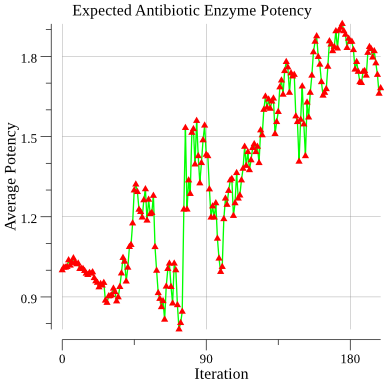 Expected Antibiotic Enzyme Potency
Average Potency
1.8
1.5
1.2
0.9
0 90 180
Iteration